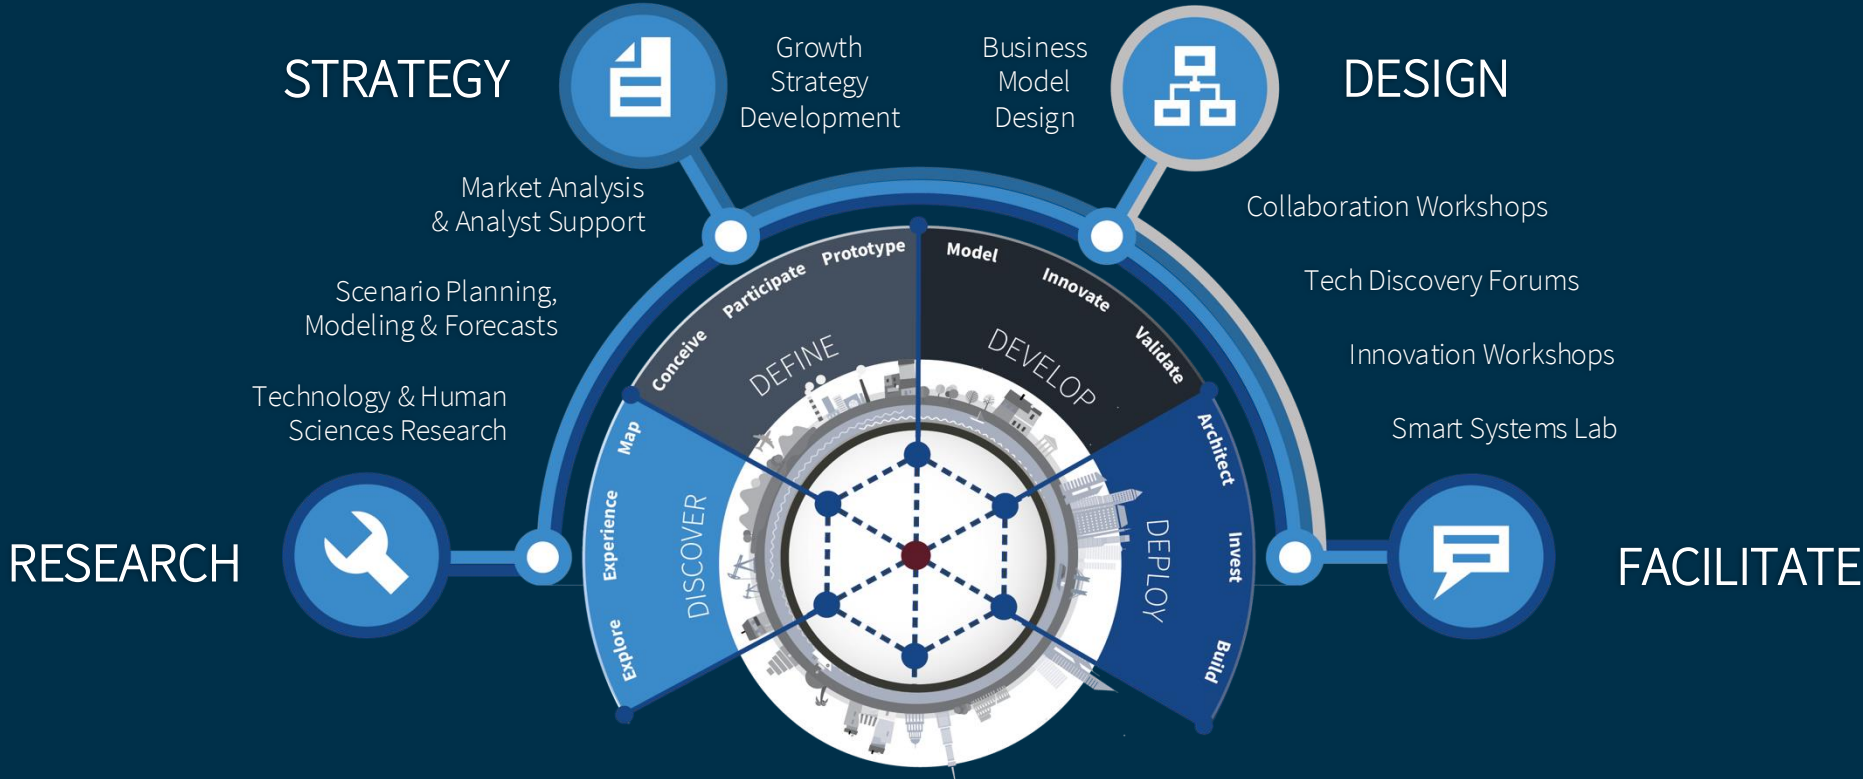 STRATEGY
Growth
Strategy
Development
Business
Model
Design
DESIGN
Market Analysis
& Analyst Support
Scenario Planning,
Modeling & Forecasts
Technology & Human
Sciences Research
RESEARCH
Collaboration Workshops
Tech Discovery Forums
Innovation Workshops
Smart Systems Lab
FACILITATE
DISCOVER
Explore
Experience
Map
DEFINE
Conceive
Participate
Prototype
DEVELOP
Model
Innovate
Validate
DEPLOY
Architect
Invest
Build